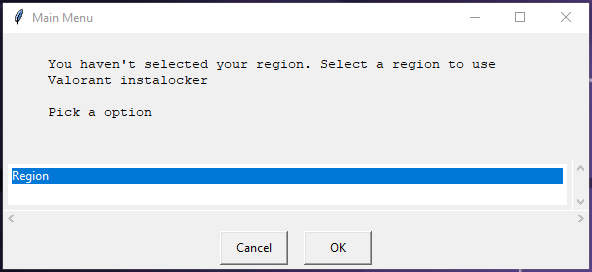 Main Menu
You haven't selected your region. Select a region to use
Valorant instalocker
Pick a option
Region
Cancel OK